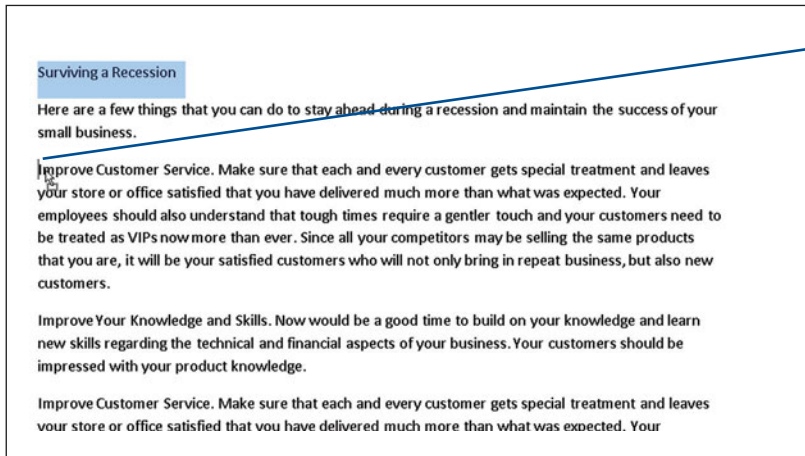 Surviving a Recession
Here are a few things that you can do to stay ahead during a recession and maintain the success of your
small business.
Improve Customer Service. Make sure that each and every customer gets special treatment and leaves
your store or office satisfied that you have delivered much more than what was expected. Your
employees should also understand that tough times require a gentler touch and your customers need to
be treated as VIPs now more than ever. Since all your competitors may be selling the same products
that you are, it will be your satisfied customers who will not only bring in repeat business, but also new
customers.
Improve Your Knowledge and Skills. Now would be a good time to build on your knowledge and learn
new skills regarding the technical and financial aspects of your business. Your customers should be
impressed with your product knowledge.
Improve Customer Service. Make sure that each and every customer gets special treatment and leaves
your store or office satisfied that you have delivered much more than what was expected. Your